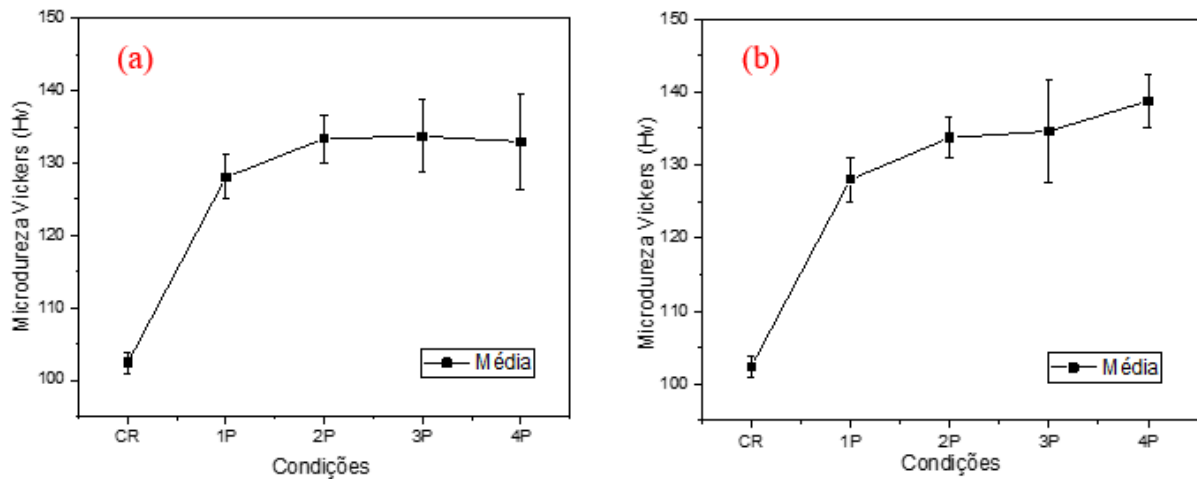 (a)
Microdureza Vickers (Hv)
150
140
130
120
110
100
CR 1P 2P 3P 4P
Condições
Média
(b)
Microdureza Vickers (Hv)
150
140
130
120
110
100
CR 1P 2P 3P 4P
Condições
Média